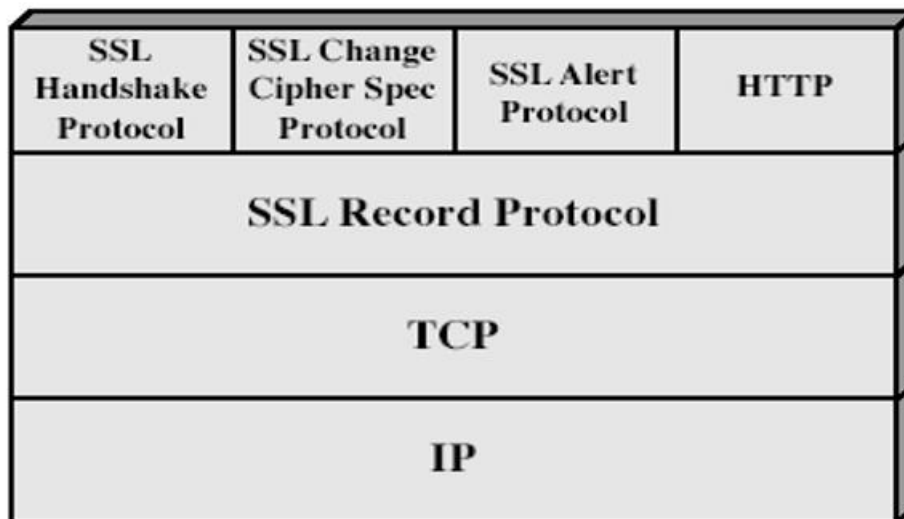 SSL
Handshake
Protocol
SSL Change
Cipher Spec
Protocol
SSL Alert
Protocol
HTTP
SSL Record Protocol
TCP
IP